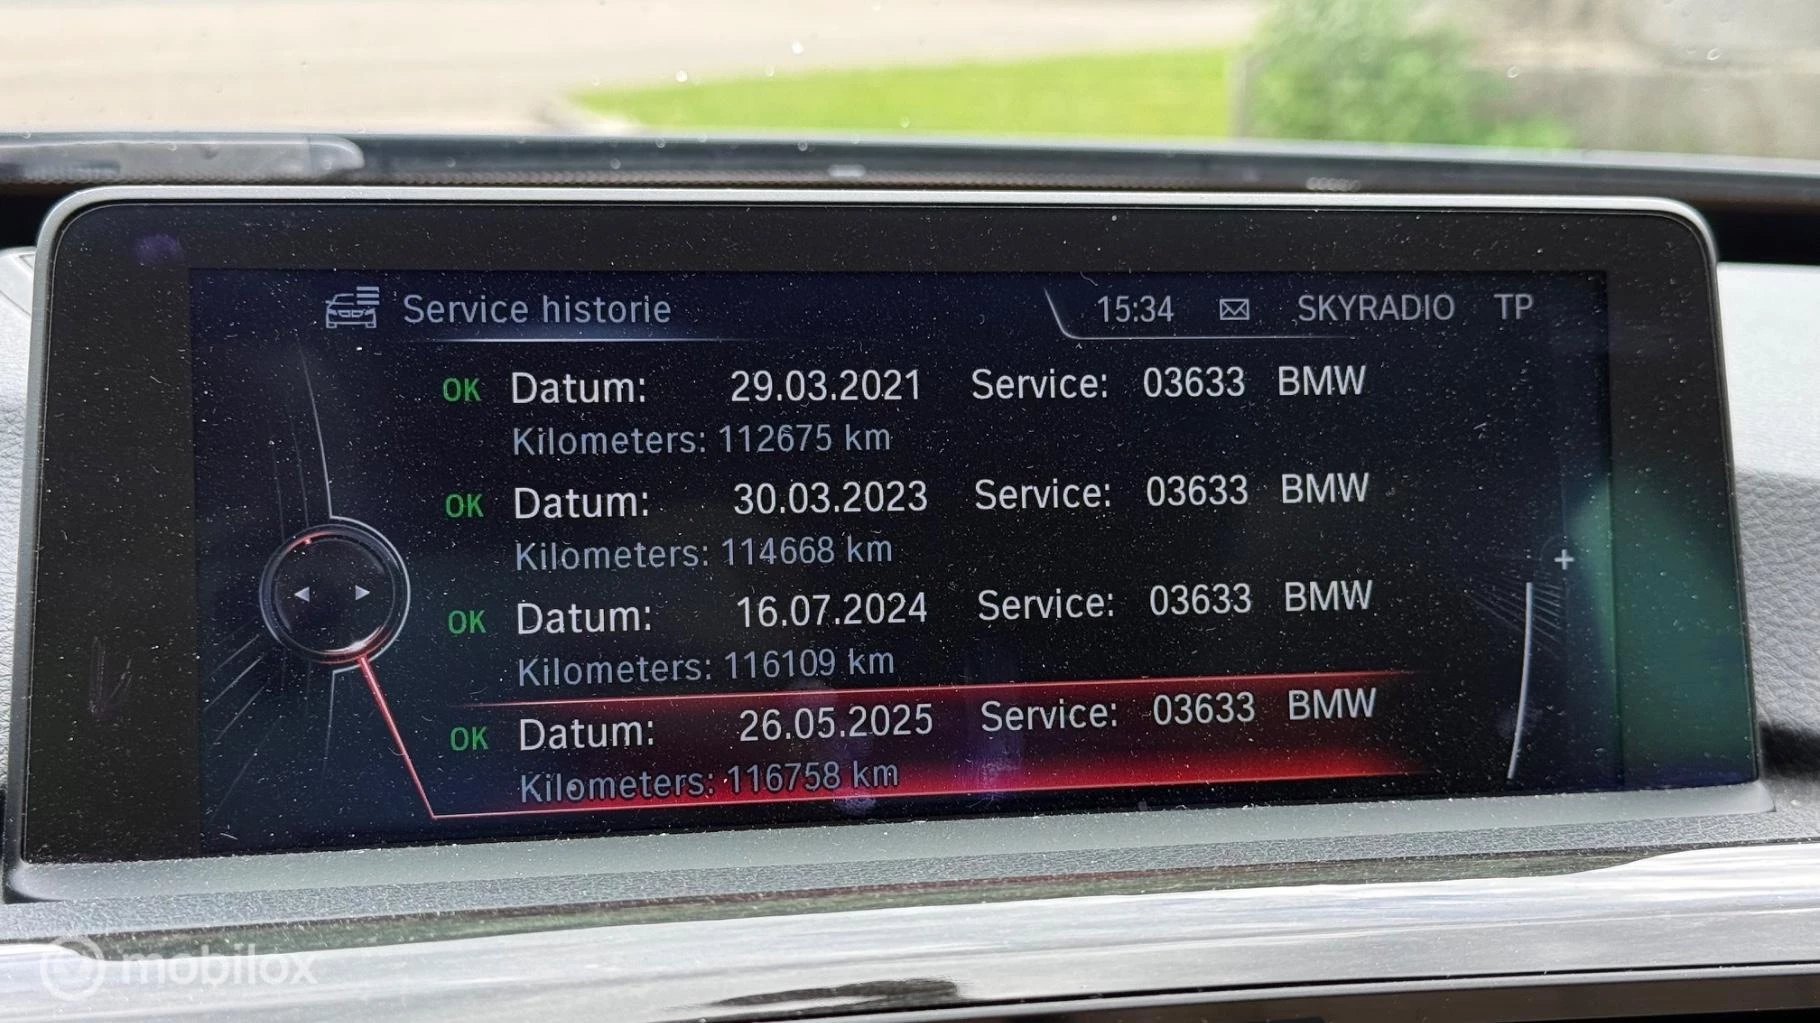 Service historie
15:34 SKYRADIO TP
OK Datum: 29.03.2021 Service: 03633 BMW
Kilometers: 112675 km
OK Datum: 30.03.2023 Service: 03633 BMW
Kilometers: 114668 km
OK Datum: 16.07.2024 Service: 03633 BMW
Kilometers: 116109 km
OK Datum: 26.05.2025 Service: 03633 BMW
Kilometers: 116758 km
mobilox